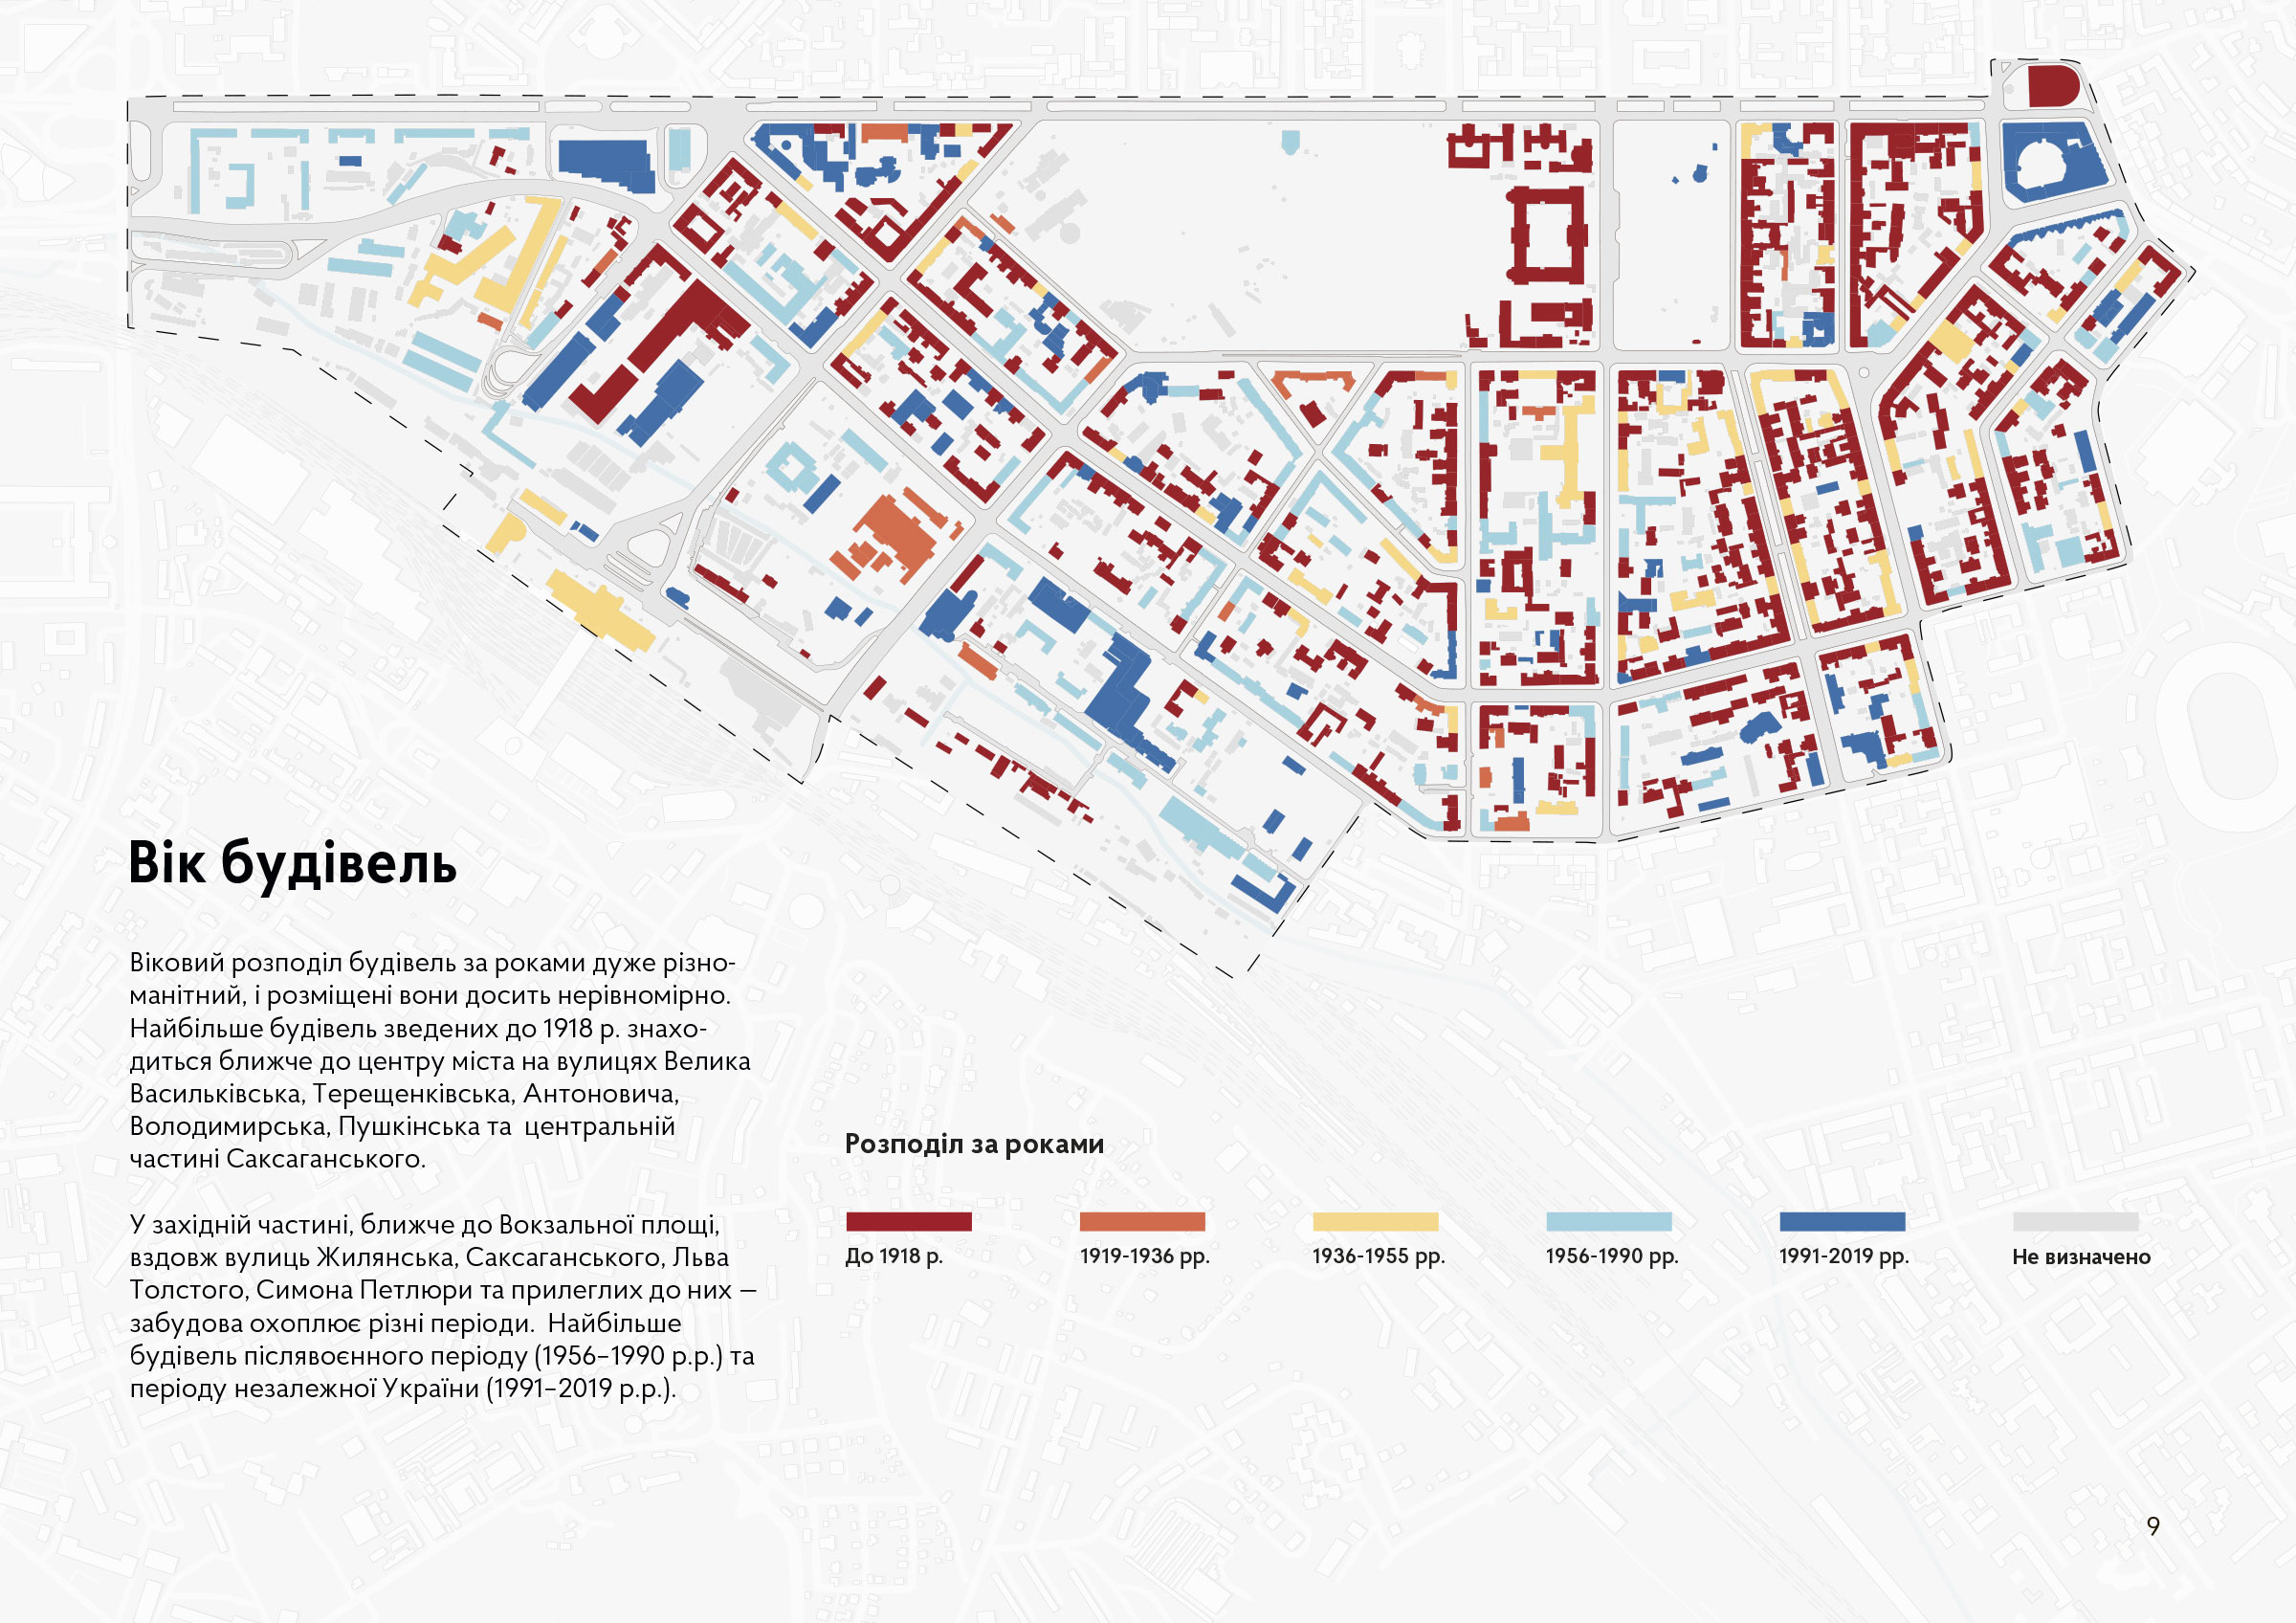 Вік будівель
Віковий розподіл будівель за роками дуже різно-
манітний, і розміщені вони досить нерівномірно.
Найбільше будівель зведених до 1918 р. знахо-
диться ближче до центру міста на вулицях Велика
Васильківська, Терещенківська, Антоновича,
Володимирська, Пушкінська та  центральній
частині Саксаганського.
У західній частині, ближче до Вокзальної площі,
вздовж вулиць Жилянська, Саксаганського, Льва
Толстого, Симона Петлюри та прилеглих до них —
забудова охоплює різні періоди.  Найбільше
будівель післявоєнного періоду (1956–1990 р.р.) та
періоду незалежної України (1991–2019 р.р.).
Розподіл за роками
До 1918 р.
1919-1936 рр.
1936-1955 рр.
1956-1990 рр.
1991-2019 рр.
Не визначено
9